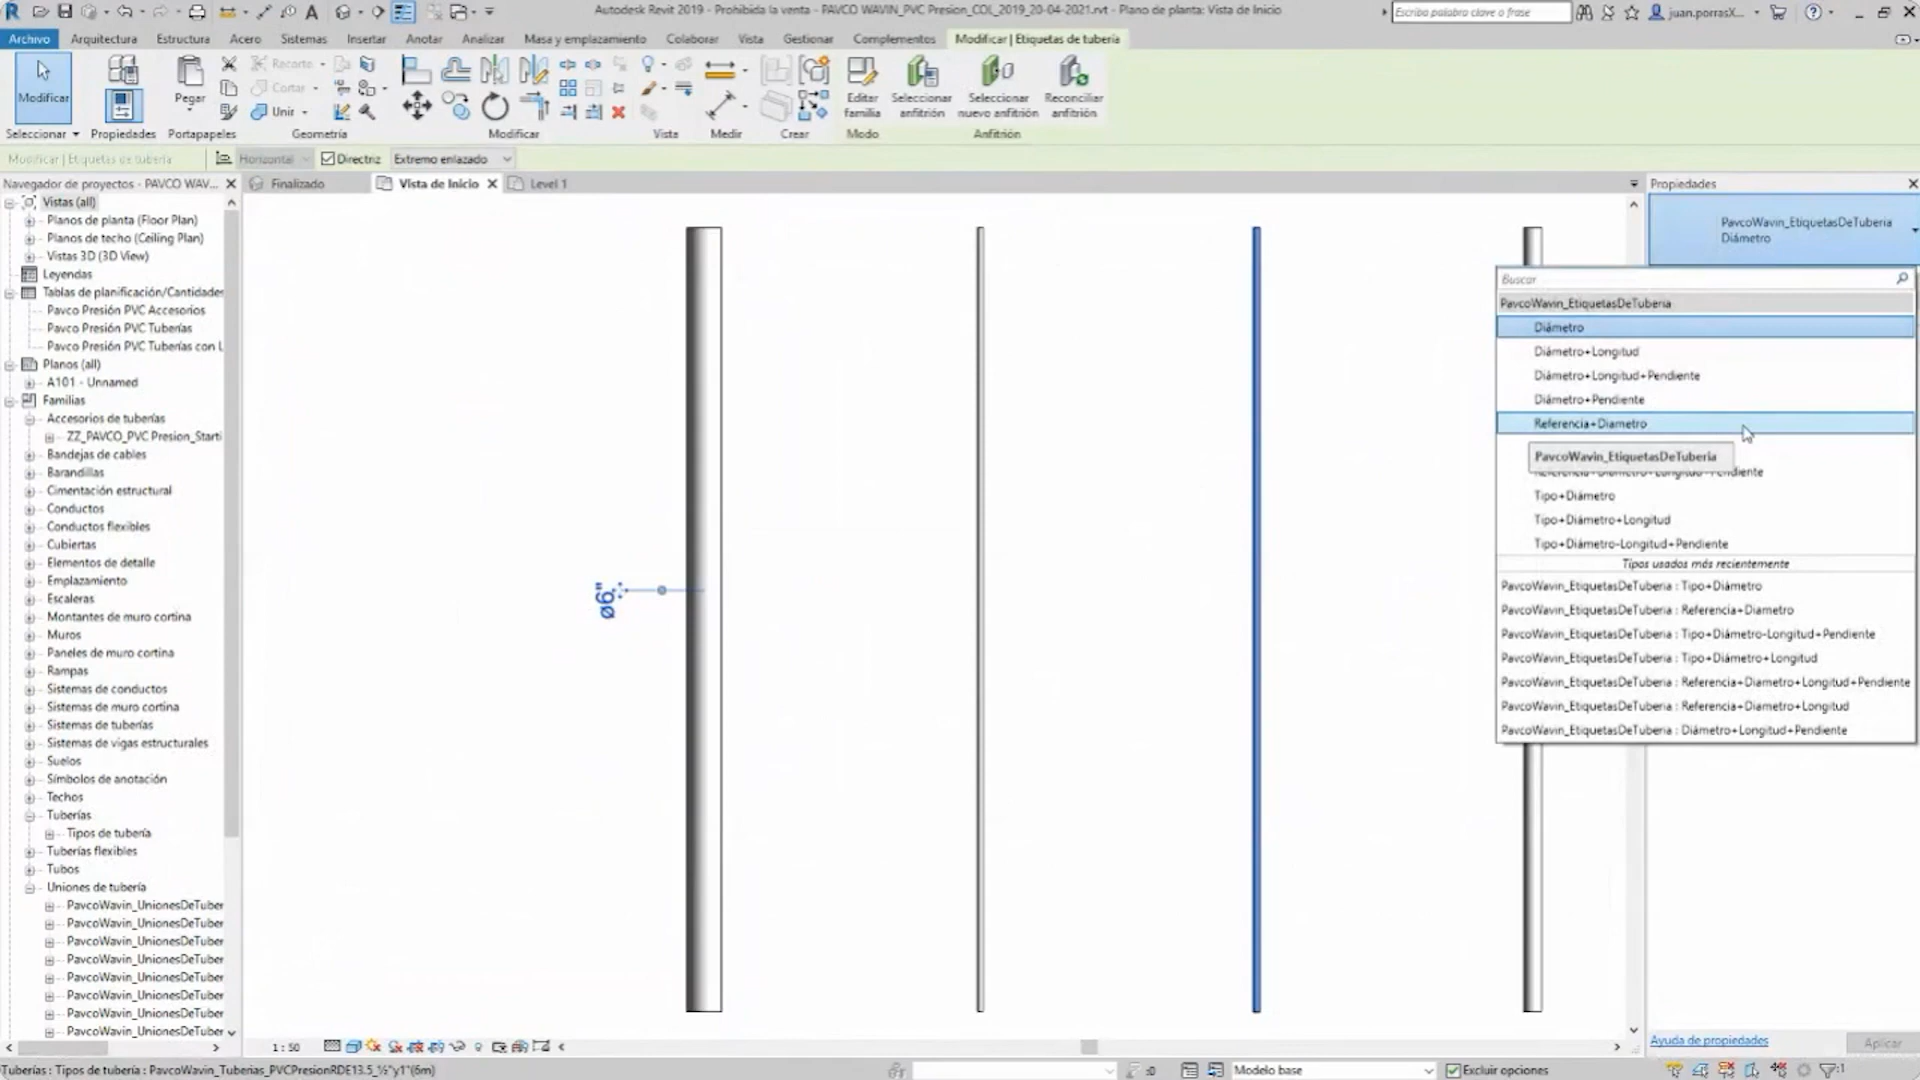 Autodesk Revit 2019 - Prohibida la venta - PAVCO WAVIN_PVC Presion_COL_2019_20-04-2021.rvt - Plano de planta: Vista de Inicio
Escriba palabra clave o frase
juan.porrasX...
Archivo
Arquitectura
Estructura
Acero
Sistemas
Insertar
Anotar
Analizar
Masa y emplazamiento
Colaborar
Vista
Gestionar
Complementos
Modificar | Etiquetas de tubería
Modificar
Pegar
Recorte
Cortar
Unir
Editar familia
Seleccionar anfitrión
Seleccionar nuevo anfitrión
Reconciliar anfitrión
Seleccionar
Propiedades
Portapapeles
Geometría
Modificar
Vista
Medir
Crear
Modo
Anfitrión
Modificar | Etiquetas de tubería
Horizontal
Directriz
Extremo enlazado
Navegador de proyectos - PAVCO WAV...
Finalizado
Vista de Inicio
Level 1
Propiedades
Vistas (all)
Planos de planta (Floor Plan)
Planos de techo (Ceiling Plan)
Vistas 3D (3D View)
Leyendas
Tablas de planificación/Cantidades
Pavco Presión PVC Accesorios
Pavco Presión PVC Tuberías
Pavco Presión PVC Tuberías con L
Planos (all)
A101 - Unnamed
Familias
Accesorios de tuberías
ZZ_PAVCO_PVC Presion_Starti
Bandejas de cables
Barandillas
Cimentación estructural
Conductos
Conductos flexibles
Cubiertas
Elementos de detalle
Emplazamiento
Escaleras
Montantes de muro cortina
Muros
Paneles de muro cortina
Rampas
Sistemas de conductos
Sistemas de muro cortina
Sistemas de tuberías
Sistemas de vigas estructurales
Suelos
Símbolos de anotación
Techos
Tuberías
Tipos de tubería
Tuberías flexibles
Tubos
Uniones de tubería
PavcoWavin_UnionesDeTuber
PavcoWavin_UnionesDeTuber
PavcoWavin_UnionesDeTuber
PavcoWavin_UnionesDeTuber
PavcoWavin_UnionesDeTuber
PavcoWavin_UnionesDeTuber
PavcoWavin_UnionesDeTuber
PavcoWavin_UnionesDeTuber
ø6"
PavcoWavin_EtiquetasDeTuberia
Diámetro
Buscar
PavcoWavin_EtiquetasDeTuberia
Diámetro
Diámetro+Longitud
Diámetro+Longitud+Pendiente
Diámetro+Pendiente
Referencia+Diametro
PavcoWavin_EtiquetasDeTuberia
Referencia+Diametro+Longitud+Pendiente
Tipo+Diámetro
Tipo+Diámetro+Longitud
Tipo+Diámetro-Longitud+Pendiente
Tipos usados más recientemente
PavcoWavin_EtiquetasDeTuberia : Tipo+Diámetro
PavcoWavin_EtiquetasDeTuberia : Referencia+Diametro
PavcoWavin_EtiquetasDeTuberia : Tipo+Diámetro-Longitud+Pendiente
PavcoWavin_EtiquetasDeTuberia : Tipo+Diámetro+Longitud
PavcoWavin_EtiquetasDeTuberia : Referencia+Diametro+Longitud+Pendiente
PavcoWavin_EtiquetasDeTuberia : Referencia+Diametro+Longitud
PavcoWavin_EtiquetasDeTuberia : Diámetro+Longitud+Pendiente
Ayuda de propiedades
Aplicar
1 : 50
Tuberías : Tipos de tubería : PavcoWavin_Tuberias_PVCPresionRDE13.5_½"y1"(6m)
:0
Modelo base
Excluir opciones
:1